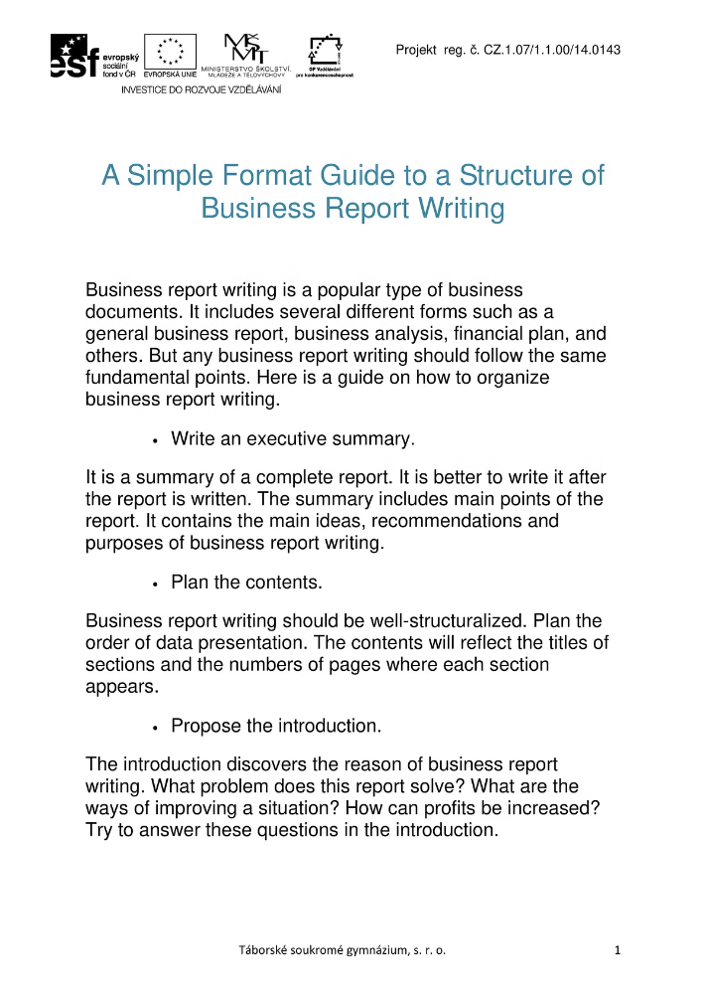 Projekt reg. č. CZ.1.07/1.1.00/14.0143
esf evropský
sociální
fond v ČR
EVROPSKÁ UNIE
MINISTERSTVO ŠKOLSTVÍ,
MLÁDEŽE A TĚLOVÝCHOVY
OP Vzdělávání
pro konkurenceschopnost
INVESTICE DO ROZVOJE VZDĚLÁVÁNÍ
A Simple Format Guide to a Structure of
Business Report Writing
Business report writing is a popular type of business
documents. It includes several different forms such as a
general business report, business analysis, financial plan, and
others. But any business report writing should follow the same
fundamental points. Here is a guide on how to organize
business report writing.
• Write an executive summary.
It is a summary of a complete report. It is better to write it after
the report is written. The summary includes main points of the
report. It contains the main ideas, recommendations and
purposes of business report writing.
• Plan the contents.
Business report writing should be well-structuralized. Plan the
order of data presentation. The contents will reflect the titles of
sections and the numbers of pages where each section
appears.
• Propose the introduction.
The introduction discovers the reason of business report
writing. What problem does this report solve? What are the
ways of improving a situation? How can profits be increased?
Try to answer these questions in the introduction.
Táborské soukromé gymnázium, s. r. o. 1